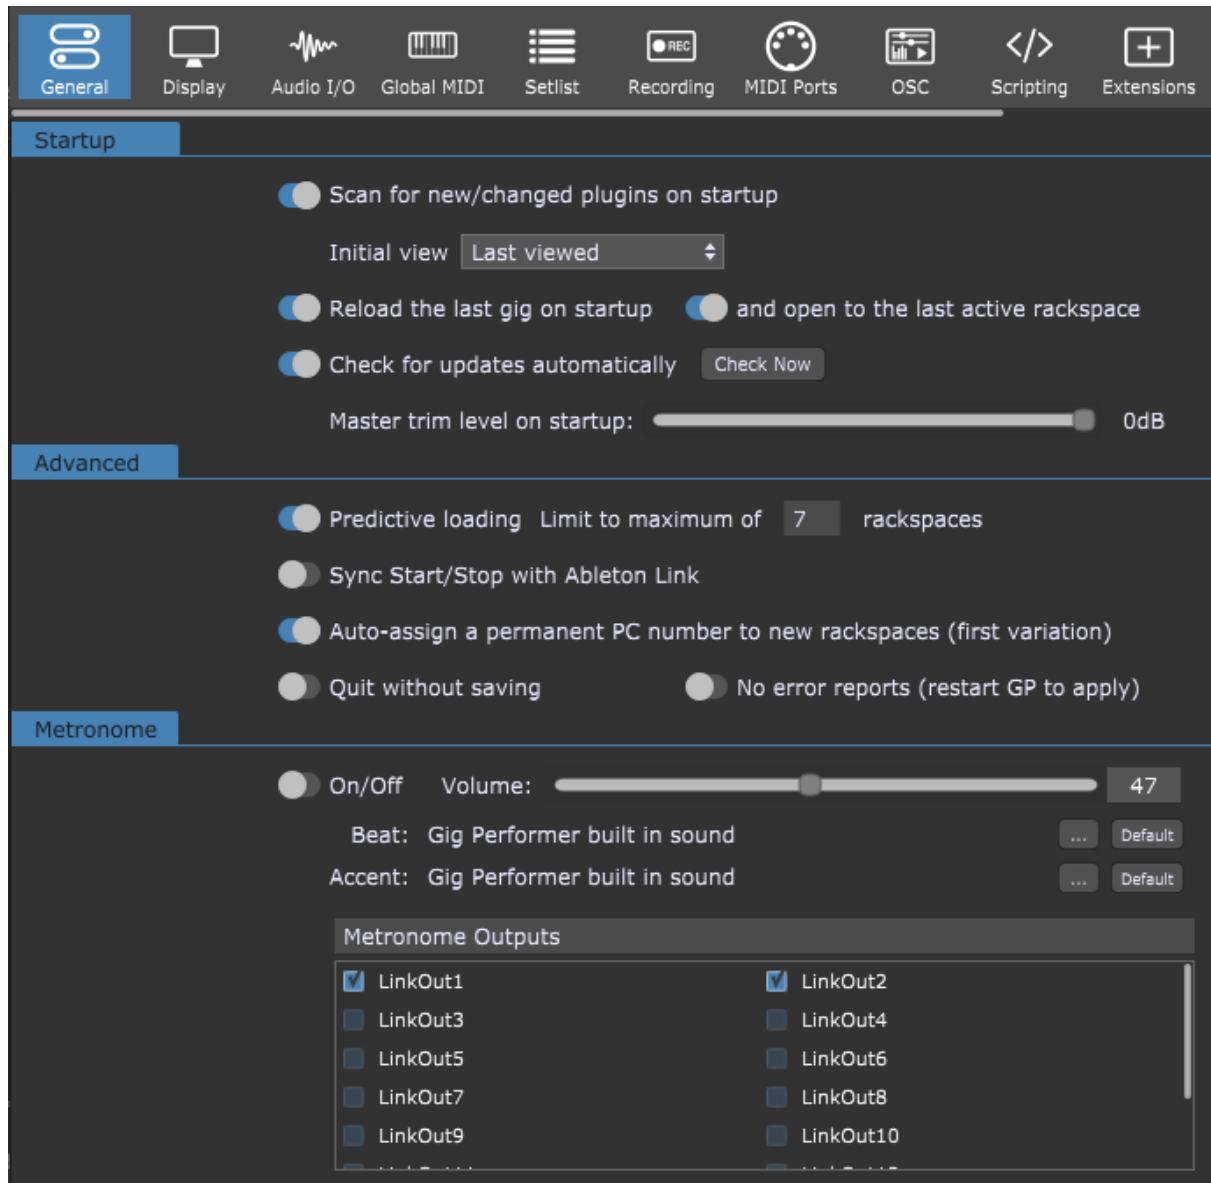 REC
General Display Audio I/O Global MIDI Setlist Recording MIDI Ports OSC Scripting Extensions
Startup
Scan for new/changed plugins on startup
Initial view Last viewed
Reload the last gig on startup and open to the last active rackspace
Check for updates automatically Check Now
Master trim level on startup: 0dB
Advanced
Predictive loading Limit to maximum of 7 rackspaces
Sync Start/Stop with Ableton Link
Auto-assign a permanent PC number to new rackspaces (first variation)
Quit without saving No error reports (restart GP to apply)
Metronome
On/Off Volume: 47
Beat: Gig Performer built in sound ... Default
Accent: Gig Performer built in sound ... Default
Metronome Outputs
LinkOut1 LinkOut2
LinkOut3 LinkOut4
LinkOut5 LinkOut6
LinkOut7 LinkOut8
LinkOut9 LinkOut10